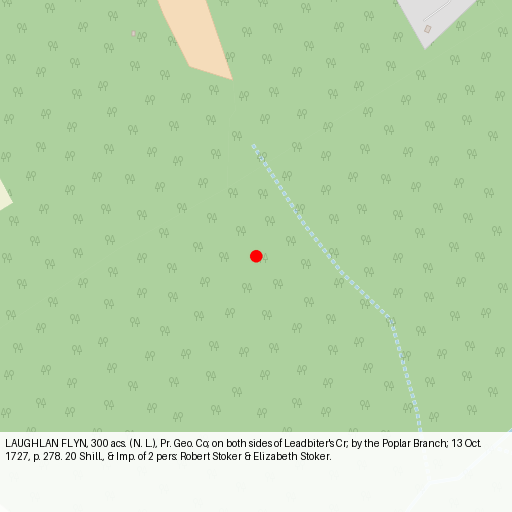 LAUGHLAN FLYN, 300 acs. (N. L.), Pr. Geo. Co; on both sides of Leadbiter's Cr; by the Poplar Branch; 13 Oct.
1727, p. 278. 20 Shill., & Imp. of 2 pers: Robert Stoker & Elizabeth Stoker.